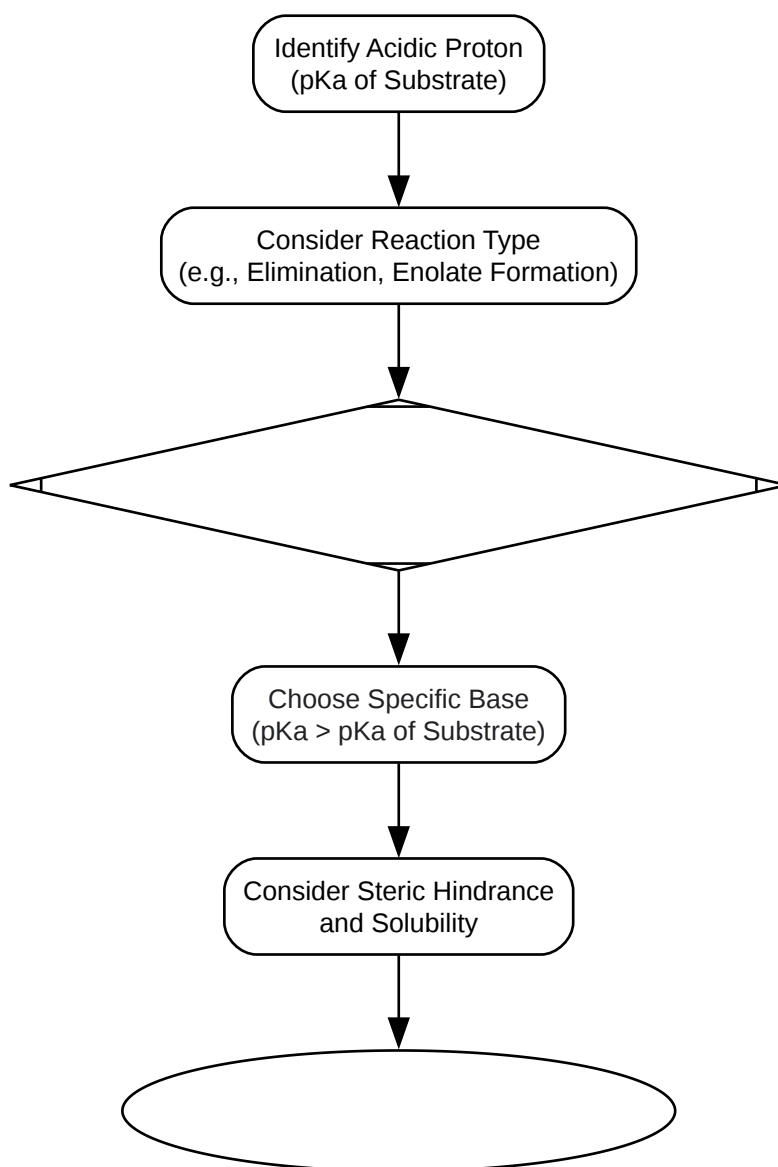 Identify Acidic Proton
(pKa of Substrate)
Consider Reaction Type
(e.g., Elimination, Enolate Formation)
Choose Specific Base
(pKa > pKa of Substrate)
Consider Steric Hindrance
and Solubility